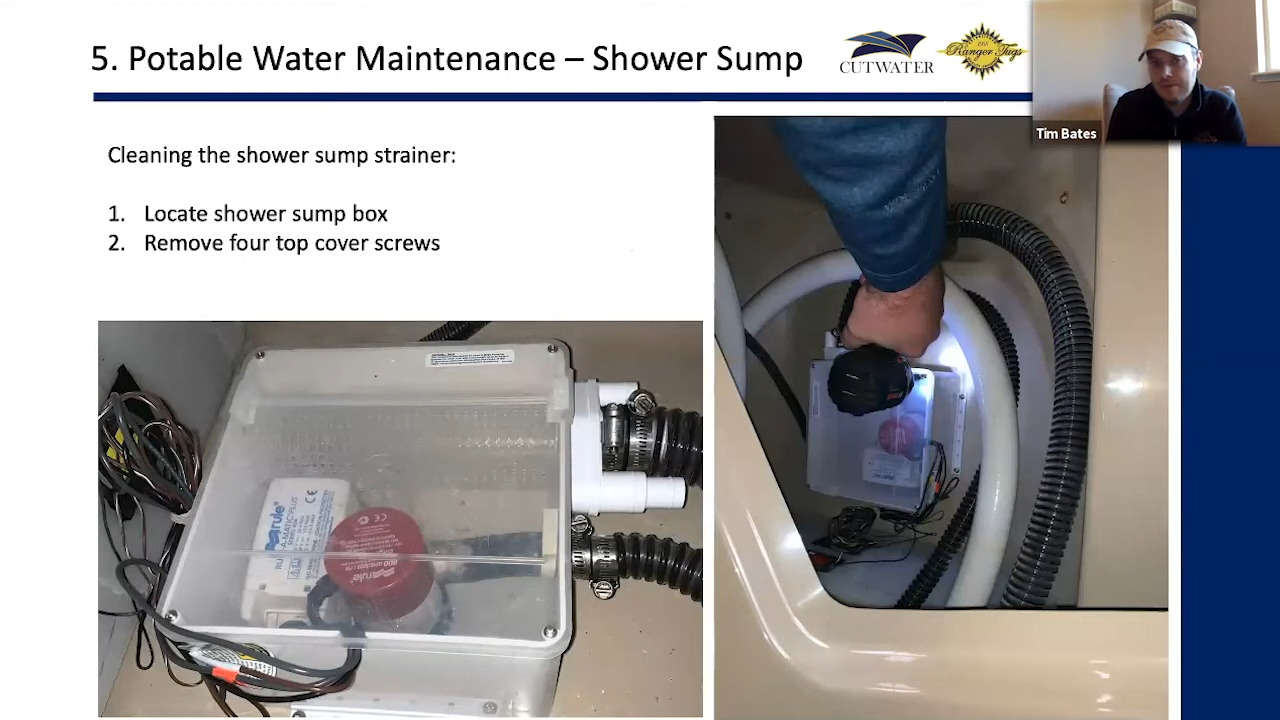 5. Potable Water Maintenance – Shower Sump
CUTWATER
Ranger Tugs
Tim Bates
Cleaning the shower sump strainer:
1. Locate shower sump box
2. Remove four top cover screws
rule
800
rule